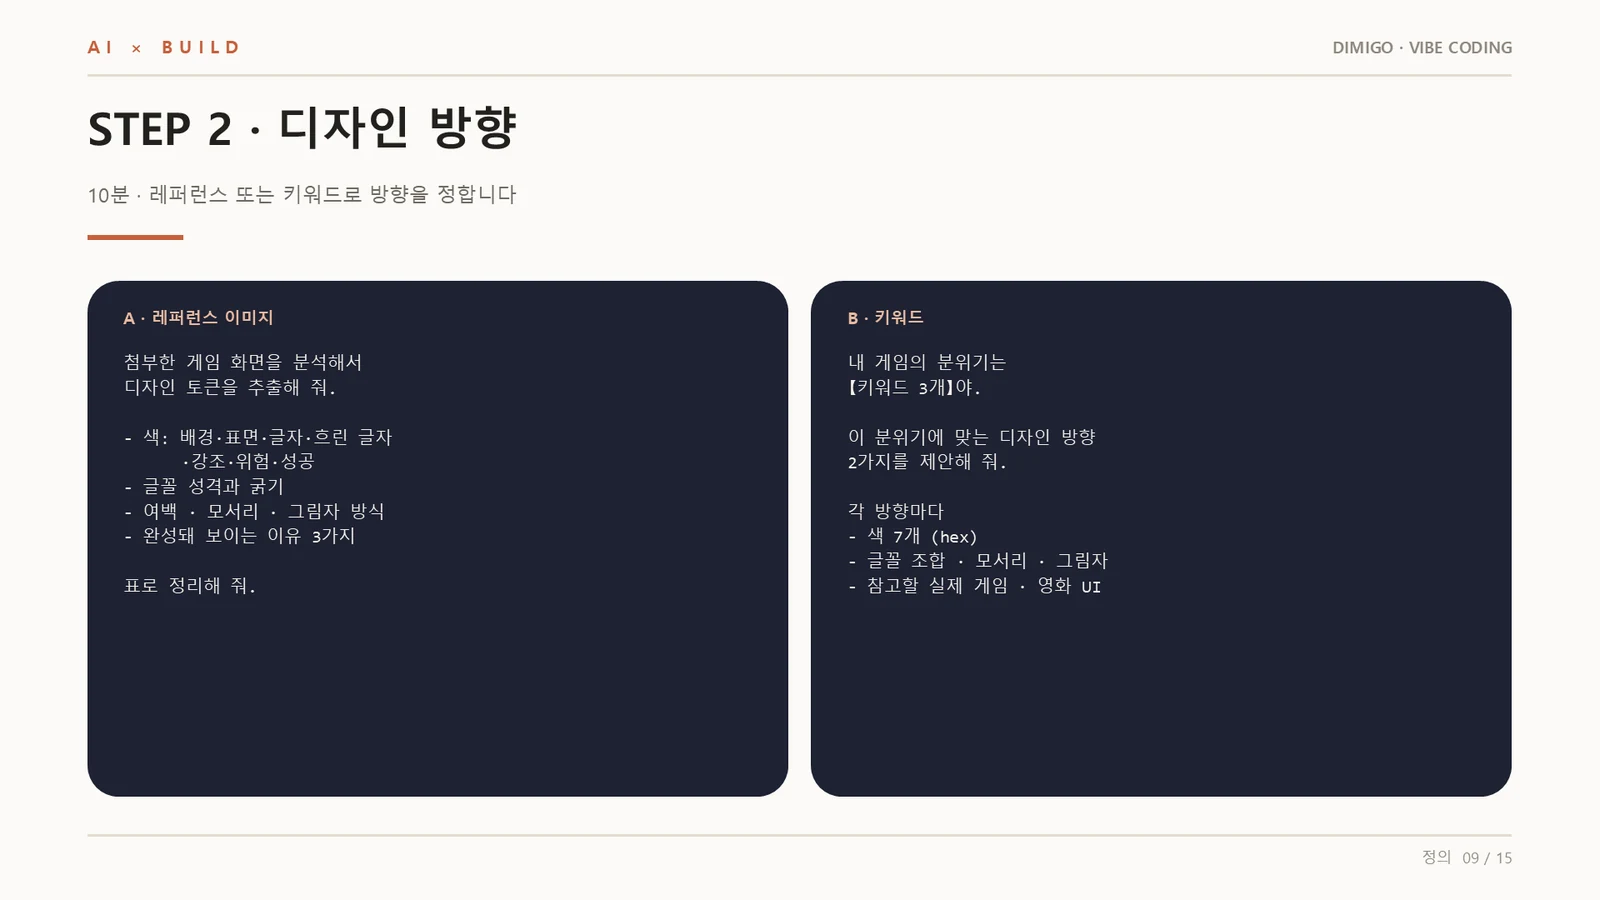 AI × BUILD
DIMIGO · VIBE CODING
STEP 2 · 디자인 방향
10분 · 레퍼런스 또는 키워드로 방향을 정합니다
A · 레퍼런스 이미지
첨부한 게임 화면을 분석해서
디자인 토큰을 추출해 줘.
- 색: 배경·표면·글자·흐린 글자
·강조·위험·성공
- 글꼴 성격과 굵기
- 여백 · 모서리 · 그림자 방식
- 완성돼 보이는 이유 3가지
표로 정리해 줘.
B · 키워드
내 게임의 분위기는
【키워드 3개】야.
이 분위기에 맞는 디자인 방향
2가지를 제안해 줘.
각 방향마다
- 색 7개 (hex)
- 글꼴 조합 · 모서리 · 그림자
- 참고할 실제 게임 · 영화 UI
정의 09 / 15